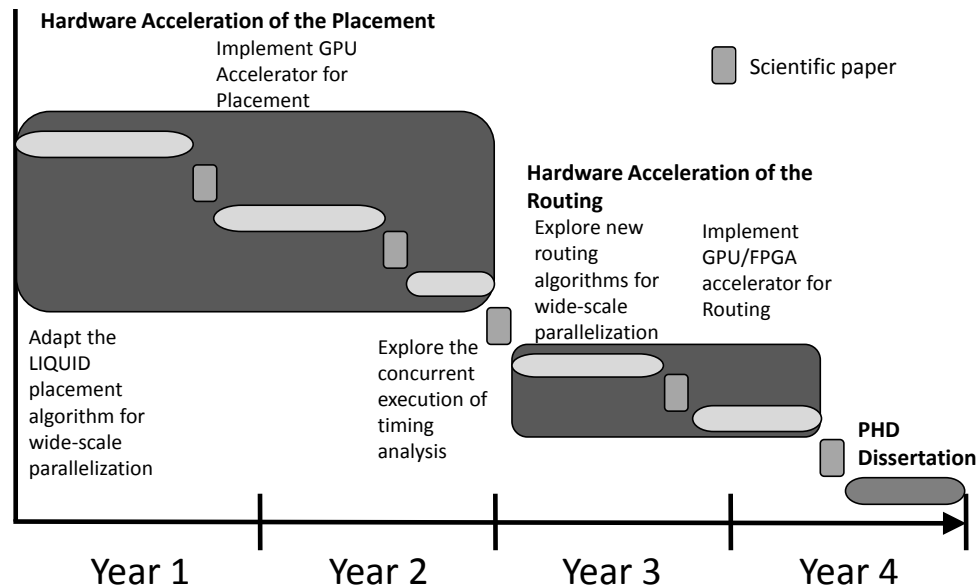 Hardware Acceleration of the Placement
Implement GPU
Accelerator for
Placement
Scientific paper
Hardware Acceleration of the
Routing
Explore new
routing
algorithms for
wide-scale
parallelization
Implement
GPU/FPGA
accelerator for
Routing
Adapt the
LIQUID
placement
algorithm for
wide-scale
parallelization
Explore the
concurrent
execution of
timing
analysis
PHD
Dissertation
Year 1
Year 2
Year 3
Year 4